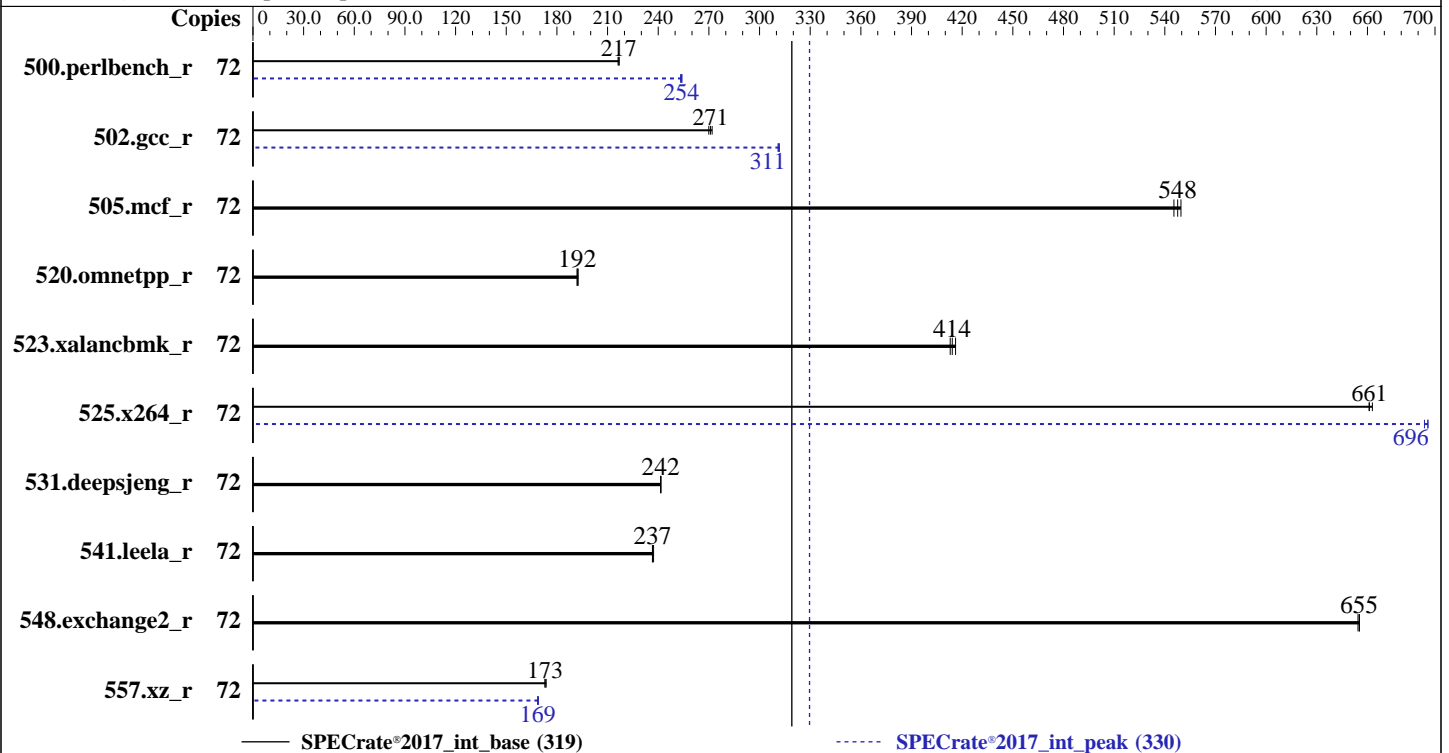 Copies 0 30.0 60.0 90.0 120 150 180 210 240 270 300 330 360 390 420 450 480 510 540 570 600 630 660 700
217
500.perlbench_r 72
254
271
502.gcc_r 72
311
548
505.mcf_r 72
192
520.omnetpp_r 72
414
523.xalancbmk_r 72
661
525.x264_r 72
696
242
531.deepsjeng_r 72
237
541.leela_r 72
655
548.exchange2_r 72
173
557.xz_r 72
169
SPECrate®2017_int_base (319) SPECrate®2017_int_peak (330)